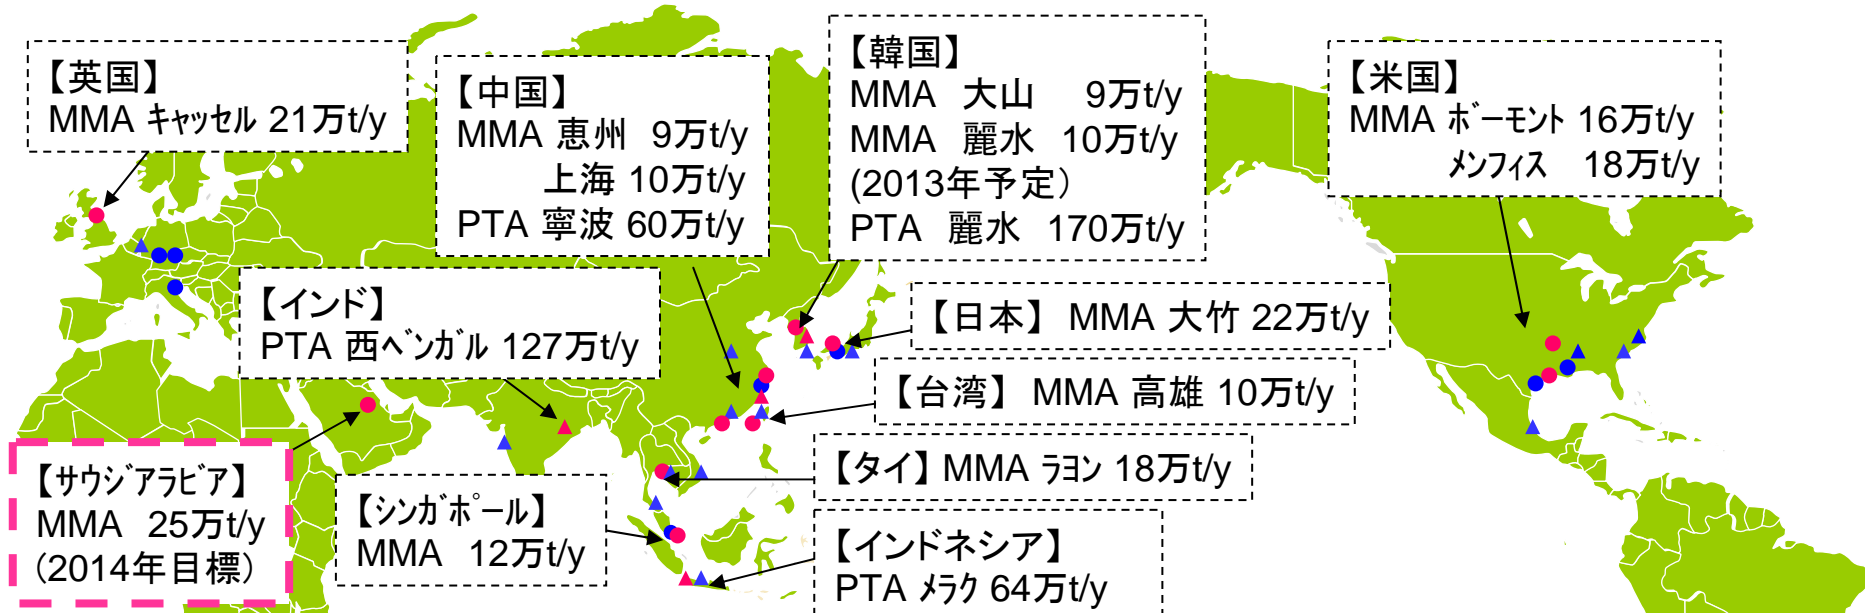 【英国】
MMA ｷｬｯｾﾙ 21万t/y
【中国】
MMA 恵州 9万t/y
上海 10万t/y
PTA 寧波 60万t/y
【韓国】
MMA 大山 9万t/y
MMA 麗水 10万t/y
(2013年予定)
PTA 麗水 170万t/y
【米国】
MMA ﾎﾞｰﾓﾝﾄ 16万t/y
ﾒﾝﾌｨｽ 18万t/y
【インド】
PTA 西ﾍﾞﾝｶﾞﾙ 127万t/y
【日本】 MMA 大竹 22万t/y
【台湾】 MMA 高雄 10万t/y
【ｻｳｼﾞｱﾗﾋﾞｱ】
MMA 25万t/y
(2014年目標)
【ｼﾝｶﾞﾎﾟｰﾙ】
MMA 12万t/y
【タイ】 MMA ﾗﾖﾝ 18万t/y
【インドネシア】
PTA ﾒﾗｸ 64万t/y